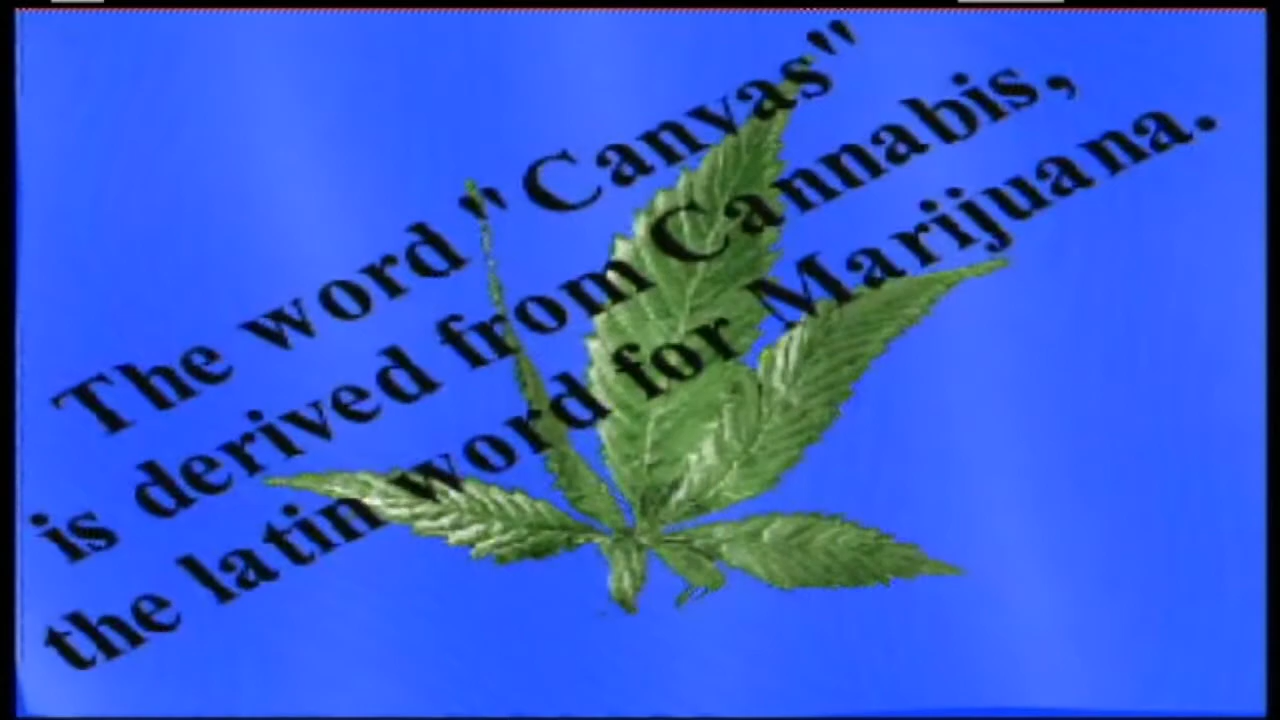 The word "Canvas"
is derived from Cannabis,
the latin word for Marijuana.